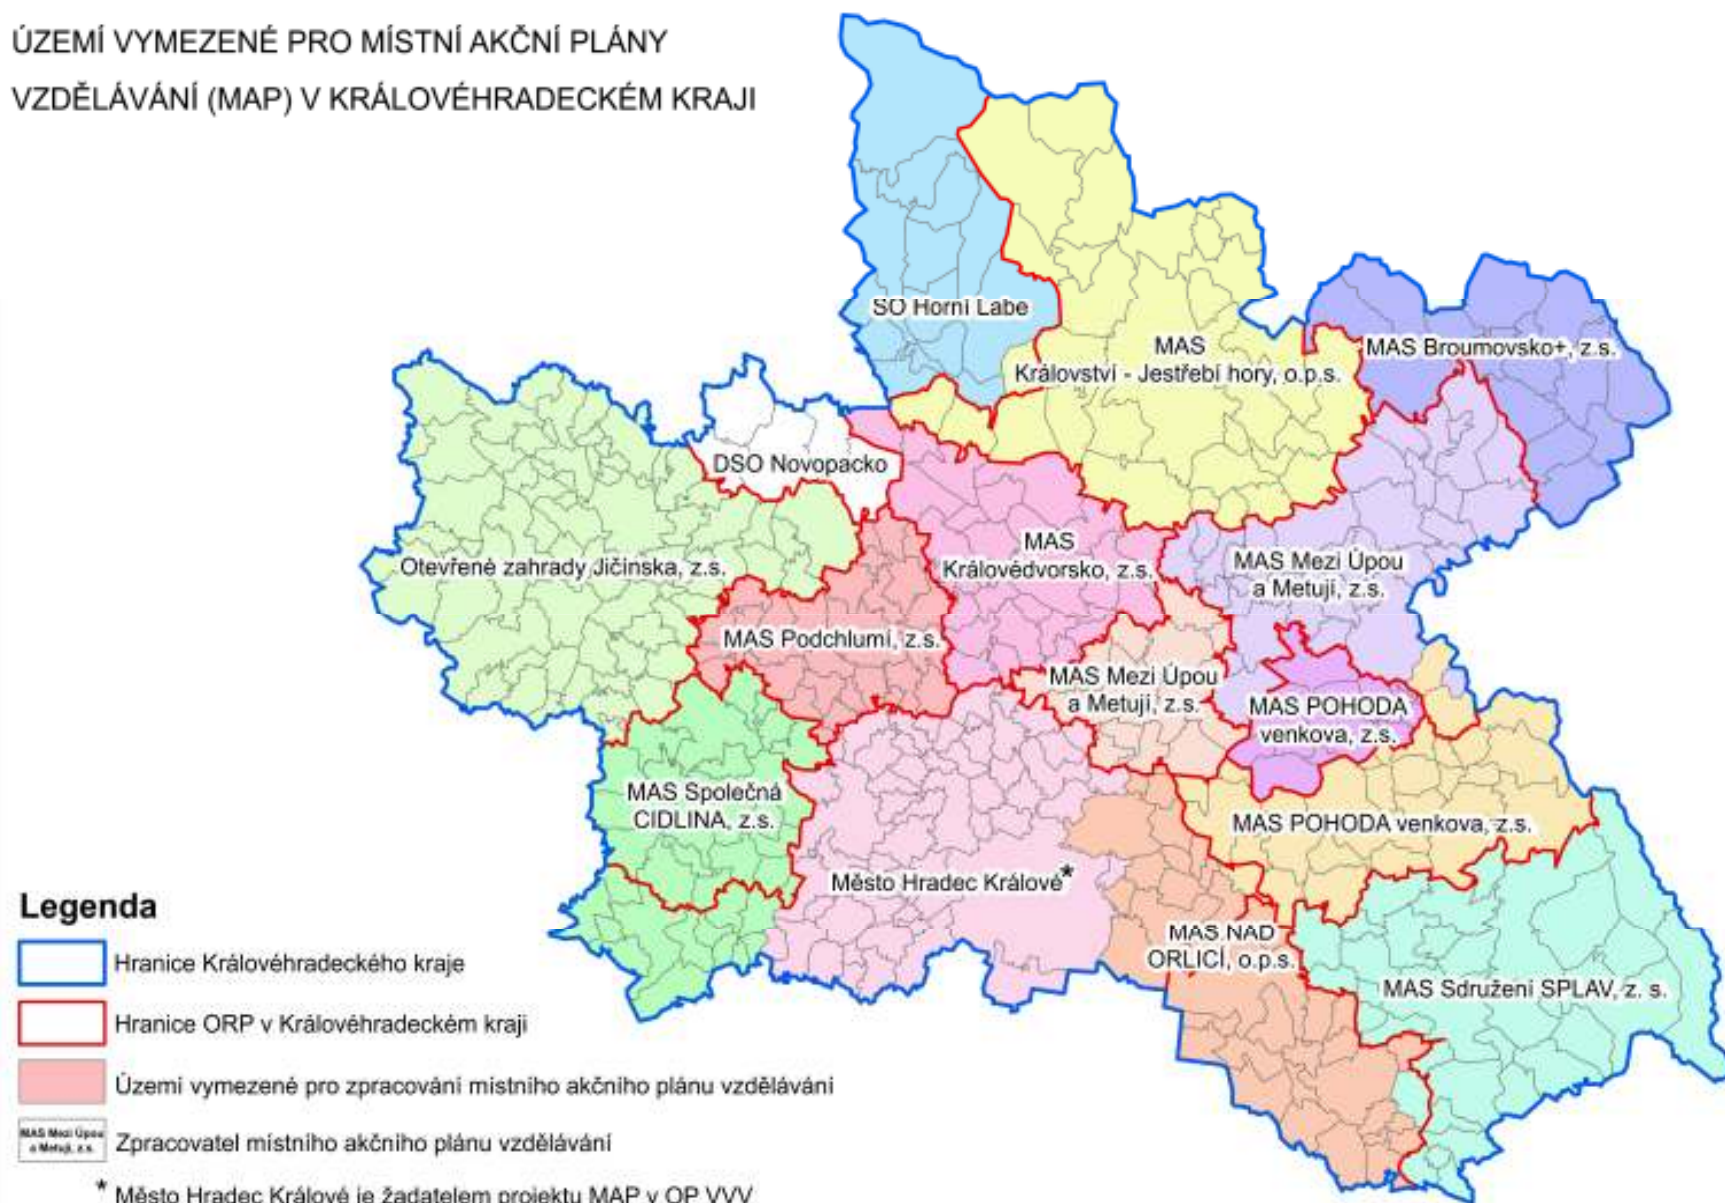 ÚZEMÍ VYMEZENÉ PRO MÍSTNÍ AKČNÍ PLÁNY
VZDĚLÁVÁNÍ (MAP) V KRÁLOVÉHRADECKÉM KRAJI
SO Horní Labe
MAS
Království - Jestřebí hory, o.p.s.
MAS Broumovsko+, z.s.
DSO Novopacko
Otevřené zahrady Jičínska, z.s.
MAS
Královédvorsko, z.s.
MAS Mezi Úpou
a Metují, z.s.
MAS Podchlumí, z.s.
MAS Mezi Úpou
a Metují, z.s.
MAS POHODA
venkova, z.s.
MAS Společná
CIDLINA, z.s.
MAS POHODA venkova, z.s.
Město Hradec Králové*
MAS NAD
ORLICÍ, o.p.s.
MAS Sdružení SPLAV, z. s.
Legenda
Hranice Královéhradeckého kraje
Hranice ORP v Královéhradeckém kraji
Území vymezené pro zpracování místního akčního plánu vzdělávání
MAS Mezi Úpou
a Metují, z.s.
Zpracovatel místního akčního plánu vzdělávání
* Město Hradec Králové je žadatelem projektu MAP v OP VVV